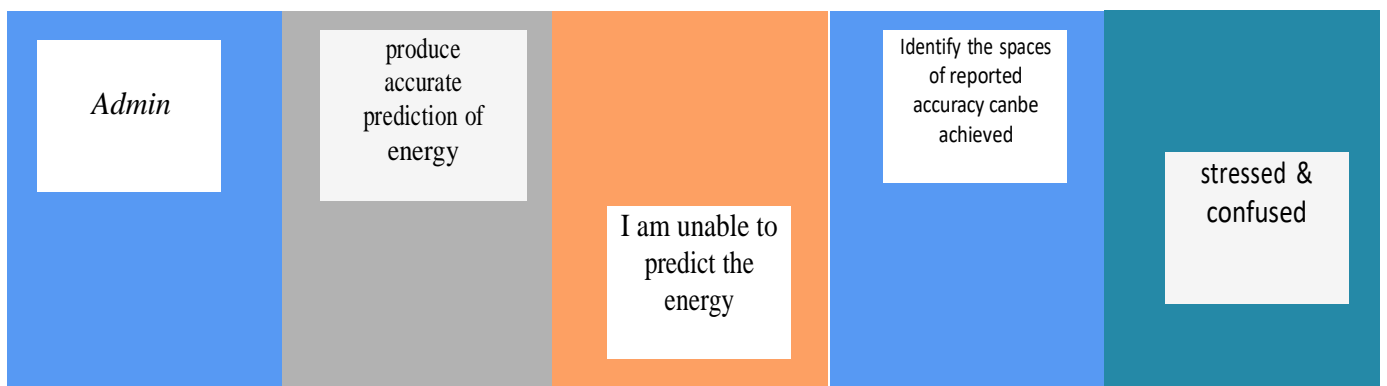 Admin
produce
accurate
prediction of
energy
I am unable to
predict the
energy
Identify the spaces
of reported
accuracy canbe
achieved
stressed &
confused